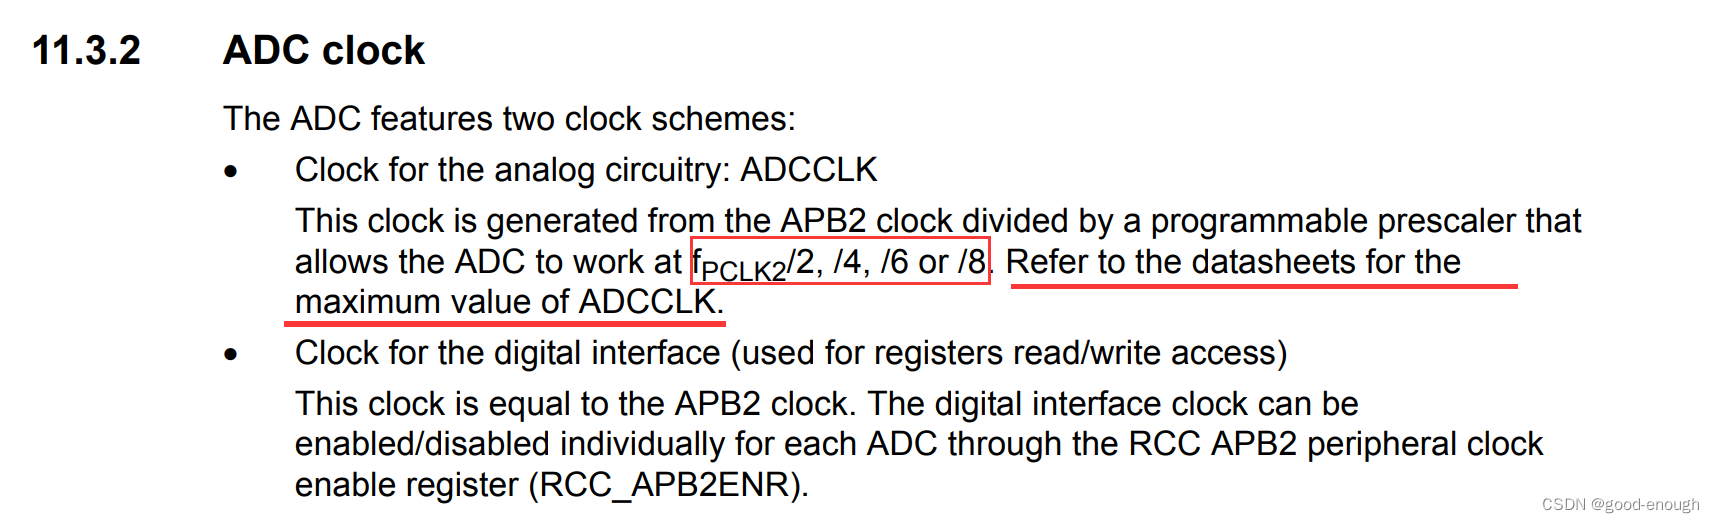 11.3.2 ADC clock
The ADC features two clock schemes:
• Clock for the analog circuitry: ADCCLK
This clock is generated from the APB2 clock divided by a programmable prescaler that
allows the ADC to work at fPCLK2/2, /4, /6 or /8. Refer to the datasheets for the
maximum value of ADCCLK.
• Clock for the digital interface (used for registers read/write access)
This clock is equal to the APB2 clock. The digital interface clock can be
enabled/disabled individually for each ADC through the RCC APB2 peripheral clock
enable register (RCC_APB2ENR).
CSDN @good-enough